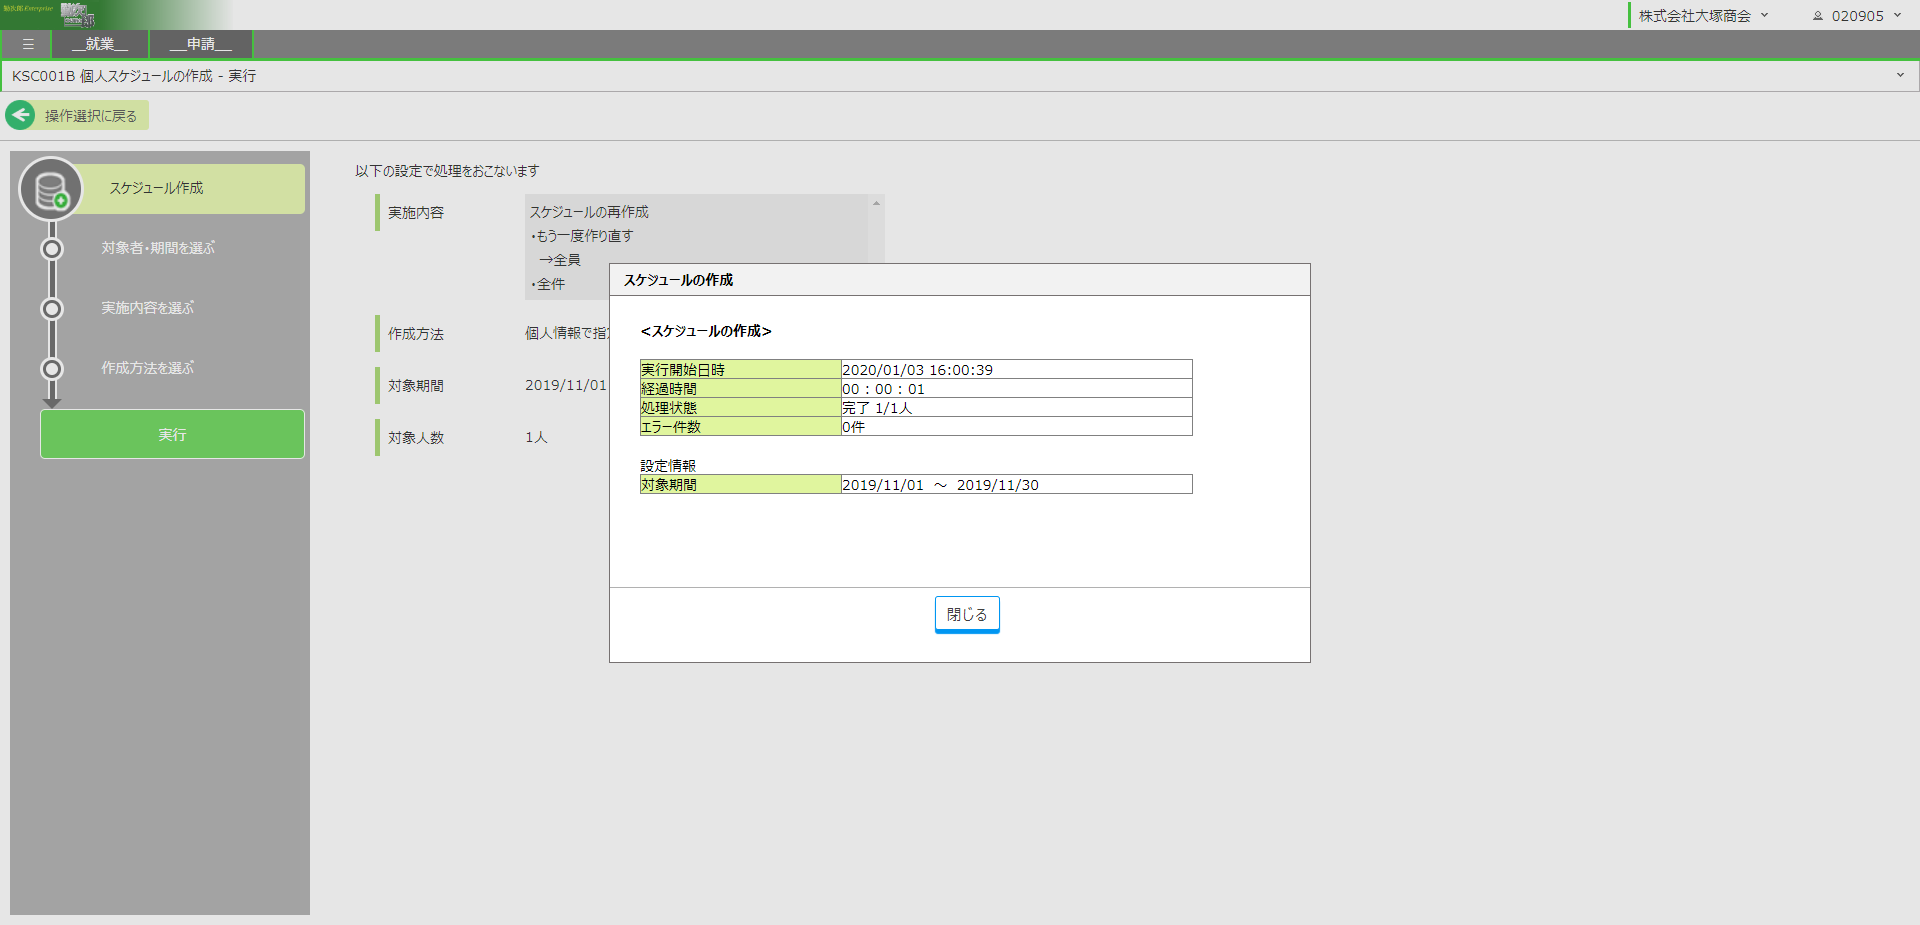 勤次郎 Enterprise
株式会社大塚商会
020905
☰
__就業__
__申請__
KSC001B 個人スケジュールの作成 - 実行
操作選択に戻る
スケジュール作成
対象者・期間を選ぶ
実施内容を選ぶ
作成方法を選ぶ
実行
以下の設定で処理をおこないます
実施内容
スケジュールの再作成
・もう一度作り直す
→全員
・全件
作成方法
個人情報で指
対象期間
2019/11/01
対象人数
1人
スケジュールの作成
<スケジュールの作成>
実行開始日時 2020/01/03 16:00:39
経過時間 00 : 00 : 01
処理状態 完了 1/1人
エラー件数 0件
設定情報
対象期間 2019/11/01 ～ 2019/11/30
閉じる